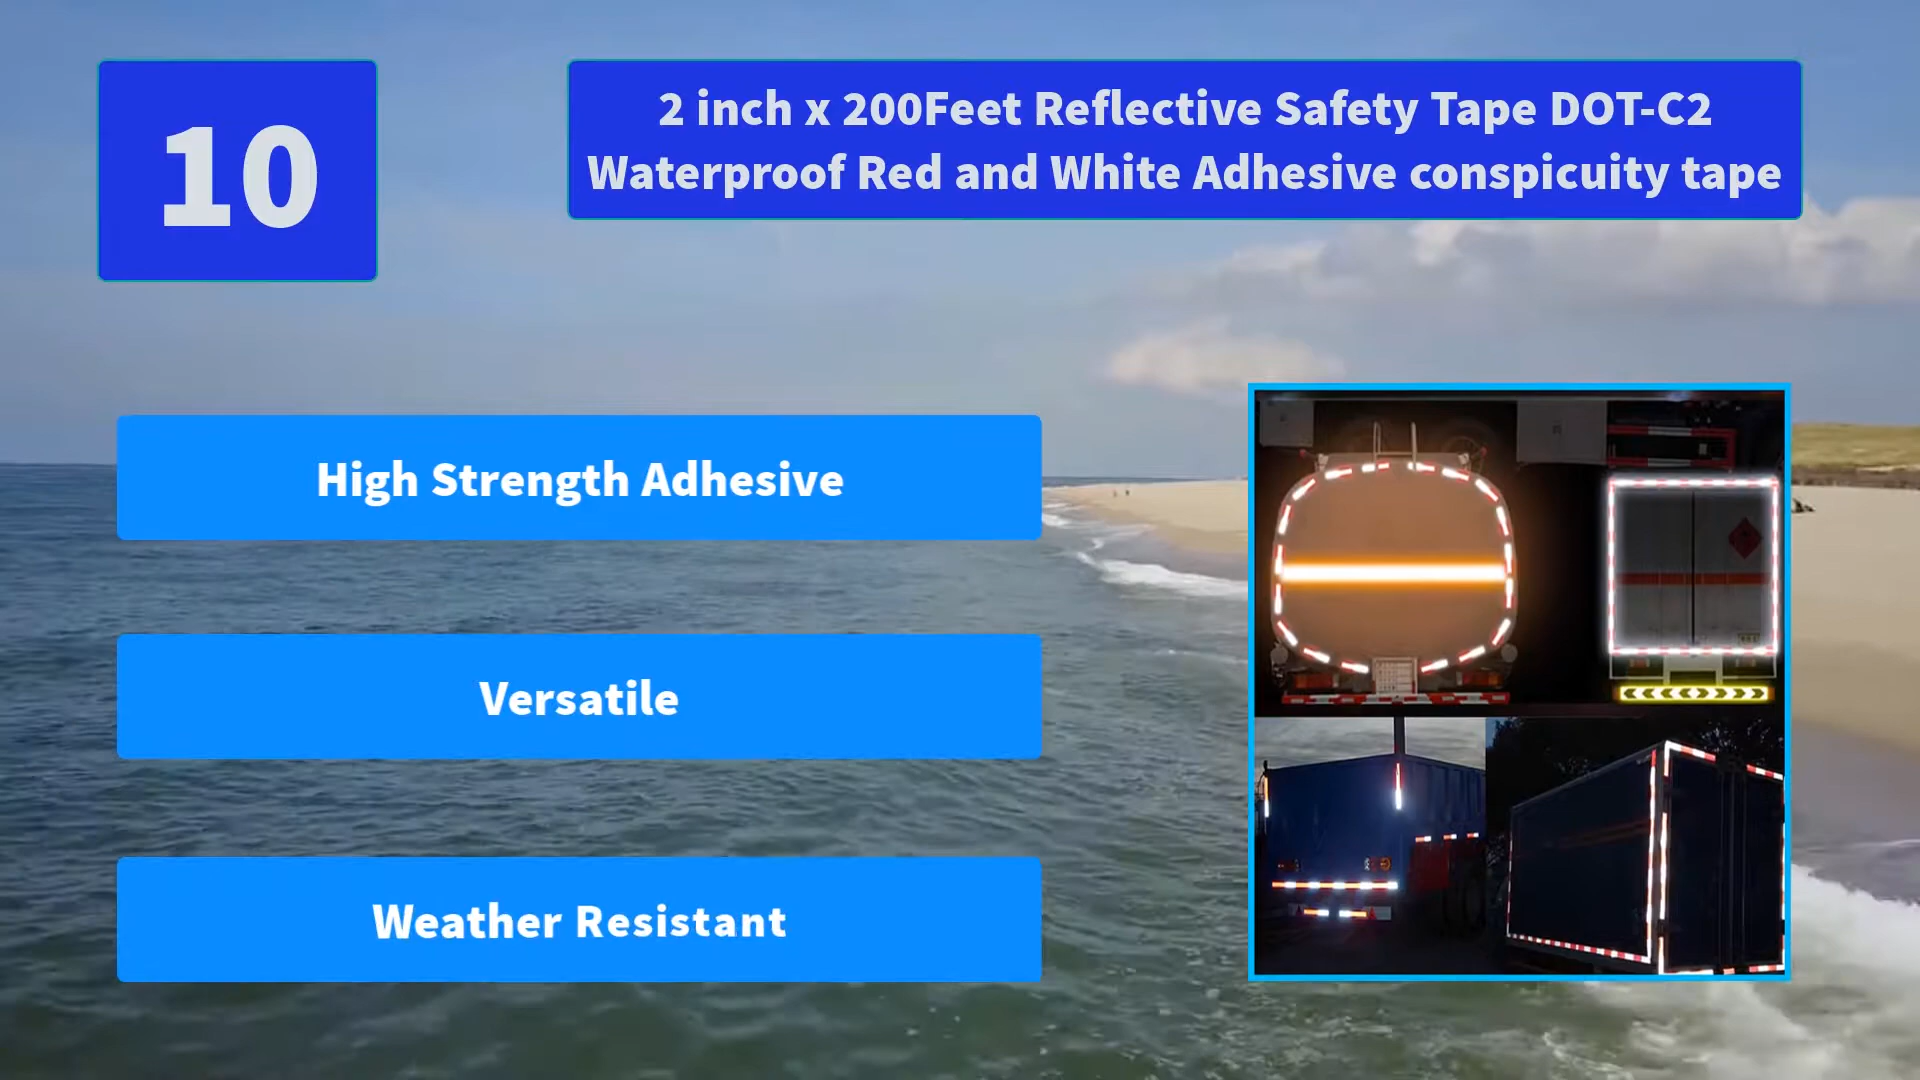 10
2 inch x 200Feet Reflective Safety Tape DOT-C2
Waterproof Red and White Adhesive conspicuity tape
High Strength Adhesive
Versatile
Weather Resistant